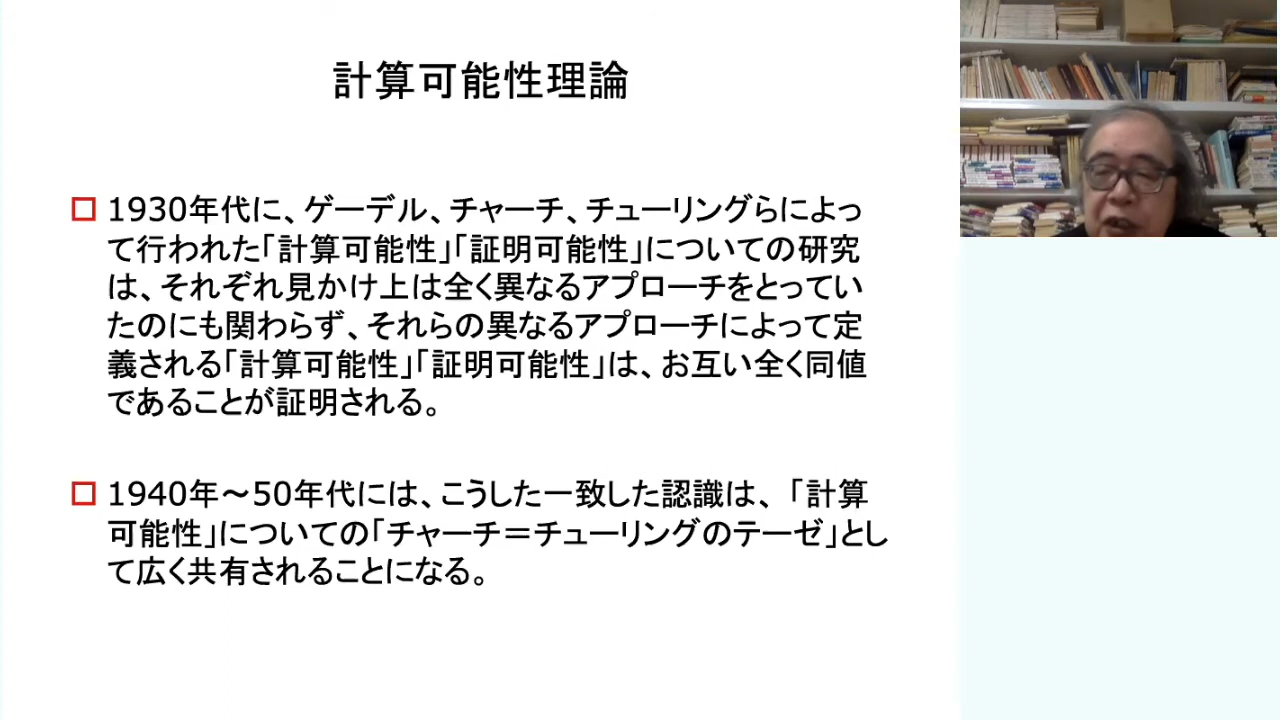 計算可能性理論
1930年代に、ゲーデル、チャーチ、チューリングらによっ
て行われた「計算可能性」「証明可能性」についての研究
は、それぞれ見かけ上は全く異なるアプローチをとってい
たのにも関わらず、それらの異なるアプローチによって定
義される「計算可能性」「証明可能性」は、お互い全く同値
であることが証明される。
1940年～50年代には、こうした一致した認識は、「計算
可能性」についての「チャーチ＝チューリングのテーゼ」とし
て広く共有されることになる。